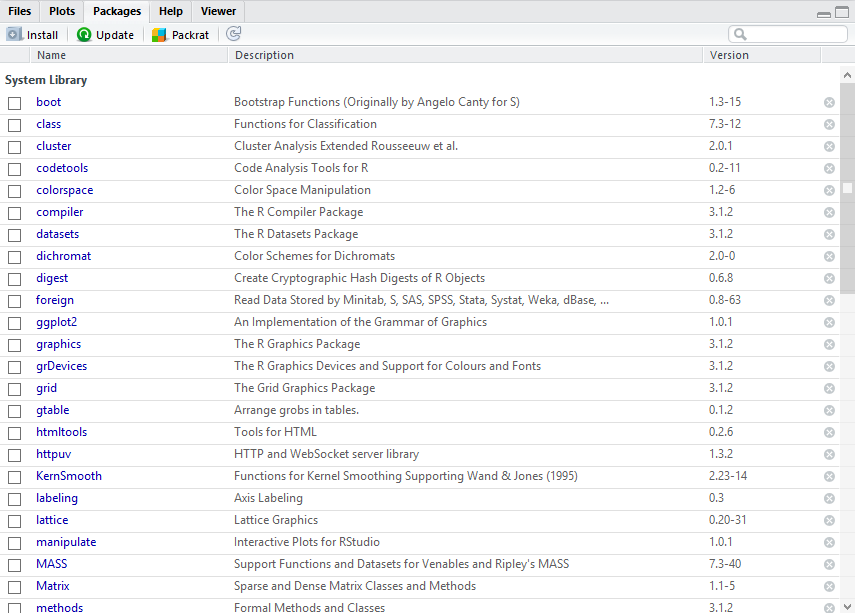 Files Plots Packages Help Viewer
Install Update Packrat
Name Description Version
System Library
boot Bootstrap Functions (Originally by Angelo Canty for S) 1.3-15
class Functions for Classification 7.3-12
cluster Cluster Analysis Extended Rousseeuw et al. 2.0.1
codetools Code Analysis Tools for R 0.2-11
colorspace Color Space Manipulation 1.2-6
compiler The R Compiler Package 3.1.2
datasets The R Datasets Package 3.1.2
dichromat Color Schemes for Dichromats 2.0-0
digest Create Cryptographic Hash Digests of R Objects 0.6.8
foreign Read Data Stored by Minitab, S, SAS, SPSS, Stata, Systat, Weka, dBase, ... 0.8-63
ggplot2 An Implementation of the Grammar of Graphics 1.0.1
graphics The R Graphics Package 3.1.2
grDevices The R Graphics Devices and Support for Colours and Fonts 3.1.2
grid The Grid Graphics Package 3.1.2
gtable Arrange grobs in tables. 0.1.2
htmltools Tools for HTML 0.2.6
httpuv HTTP and WebSocket server library 1.3.2
KernSmooth Functions for Kernel Smoothing Supporting Wand & Jones (1995) 2.23-14
labeling Axis Labeling 0.3
lattice Lattice Graphics 0.20-31
manipulate Interactive Plots for RStudio 1.0.1
MASS Support Functions and Datasets for Venables and Ripley's MASS 7.3-40
Matrix Sparse and Dense Matrix Classes and Methods 1.1-5
methods Formal Methods and Classes 3.1.2